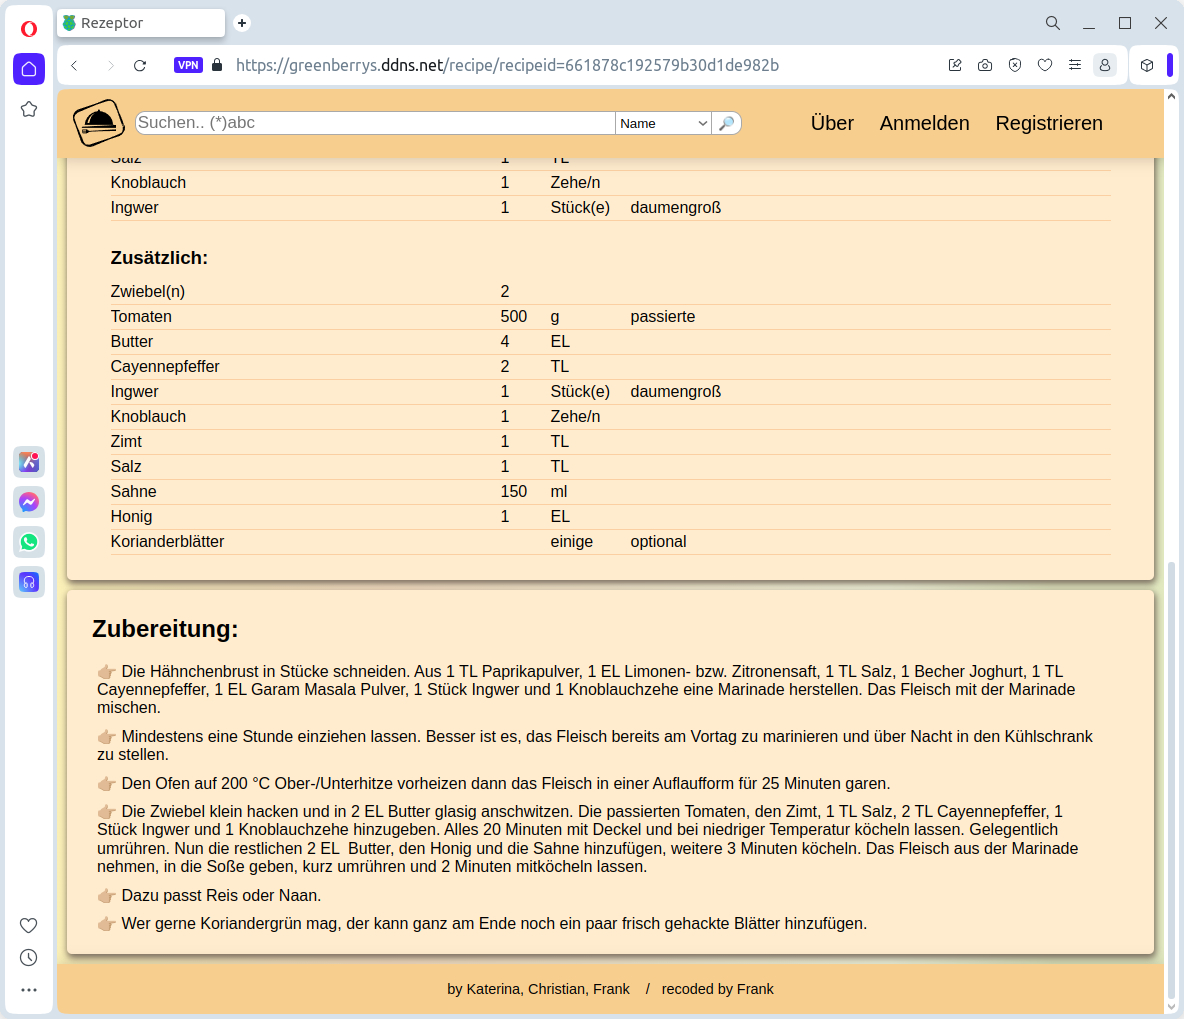 Rezeptor
VPN https://greenberrys.ddns.net/recipe/recipeid=661878c192579b30d1de982b
Suchen.. (*)abc Name Über Anmelden Registrieren
Salz 1 TL
Knoblauch 1 Zehe/n
Ingwer 1 Stück(e) daumengroß
Zusätzlich:
Zwiebel(n) 2
Tomaten 500 g passierte
Butter 4 EL
Cayennepfeffer 2 TL
Ingwer 1 Stück(e) daumengroß
Knoblauch 1 Zehe/n
Zimt 1 TL
Salz 1 TL
Sahne 150 ml
Honig 1 EL
Korianderblätter einige optional
Zubereitung:
👉🏼 Die Hähnchenbrust in Stücke schneiden. Aus 1 TL Paprikapulver, 1 EL Limonen- bzw. Zitronensaft, 1 TL Salz, 1 Becher Joghurt, 1 TL
Cayennepfeffer, 1 EL Garam Masala Pulver, 1 Stück Ingwer und 1 Knoblauchzehe eine Marinade herstellen. Das Fleisch mit der Marinade
mischen.
👉🏼 Mindestens eine Stunde einziehen lassen. Besser ist es, das Fleisch bereits am Vortag zu marinieren und über Nacht in den Kühlschrank
zu stellen.
👉🏼 Den Ofen auf 200 °C Ober-/Unterhitze vorheizen dann das Fleisch in einer Auflaufform für 25 Minuten garen.
👉🏼 Die Zwiebel klein hacken und in 2 EL Butter glasig anschwitzen. Die passierten Tomaten, den Zimt, 1 TL Salz, 2 TL Cayennepfeffer, 1
Stück Ingwer und 1 Knoblauchzehe hinzugeben. Alles 20 Minuten mit Deckel und bei niedriger Temperatur köcheln lassen. Gelegentlich
umrühren. Nun die restlichen 2 EL  Butter, den Honig und die Sahne hinzufügen, weitere 3 Minuten köcheln. Das Fleisch aus der Marinade
nehmen, in die Soße geben, kurz umrühren und 2 Minuten mitköcheln lassen.
👉🏼 Dazu passt Reis oder Naan.
👉🏼 Wer gerne Koriandergrün mag, der kann ganz am Ende noch ein paar frisch gehackte Blätter hinzufügen.
by Katerina, Christian, Frank / recoded by Frank